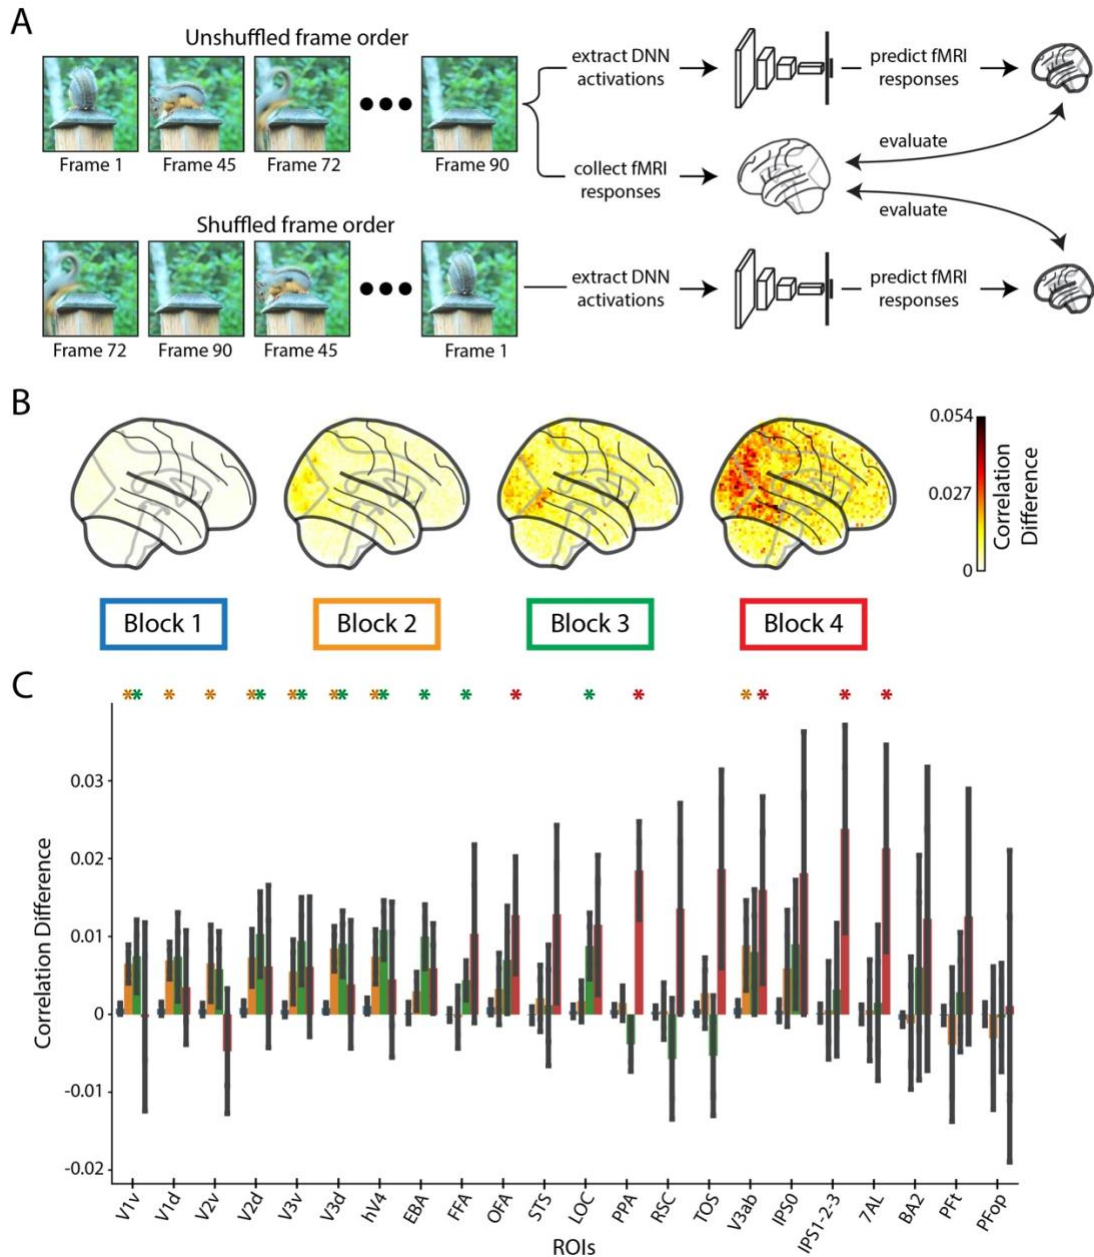 A
Unshuffled frame order
Frame 1
Frame 45
Frame 72
Frame 90
extract DNN
activations
predict fMRI
responses
collect fMRI
responses
evaluate
evaluate
Shuffled frame order
Frame 72
Frame 90
Frame 45
Frame 1
extract DNN
activations
predict fMRI
responses
B
0.054
0.027
0
Correlation
Difference
Block 1
Block 2
Block 3
Block 4
C
* * * * * * * * * * * * * * * * * * * * * *
Correlation Difference
0.03
0.02
0.01
0
-0.01
-0.02
V1v
V1d
V2v
V2d
V3v
V3d
hV4
EBA
FFA
OFA
STS
LOC
PPA
RSC
TOS
V3ab
IPS0
IPS1-2-3
7AL
BA2
PFt
PFop
ROIs